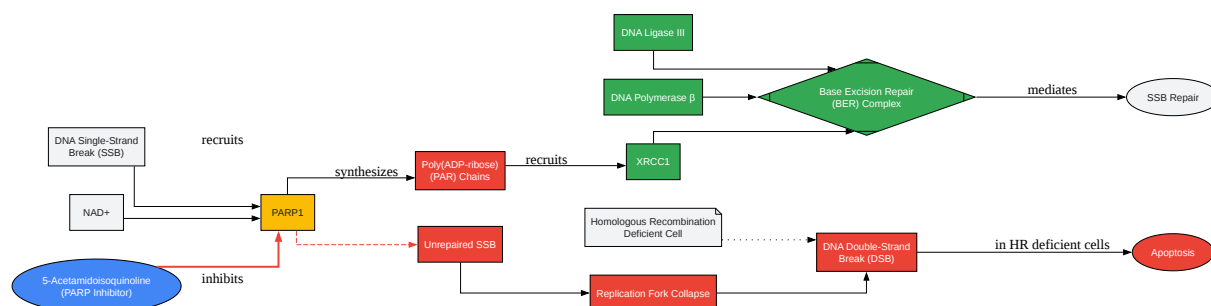 DNA Ligase III
DNA Polymerase β
Base Excision Repair
(BER) Complex
mediates
SSB Repair
DNA Single-Strand
Break (SSB)
recruits
synthesizes
Poly(ADP-ribose)
(PAR) Chains
recruits
XRCC1
NAD+
PARP1
Unrepaired SSB
Homologous Recombination
Deficient Cell
DNA Double-Strand
Break (DSB)
in HR deficient cells
Apoptosis
5-Acetamidoisoquinoline
(PARP Inhibitor)
inhibits
Replication Fork Collapse